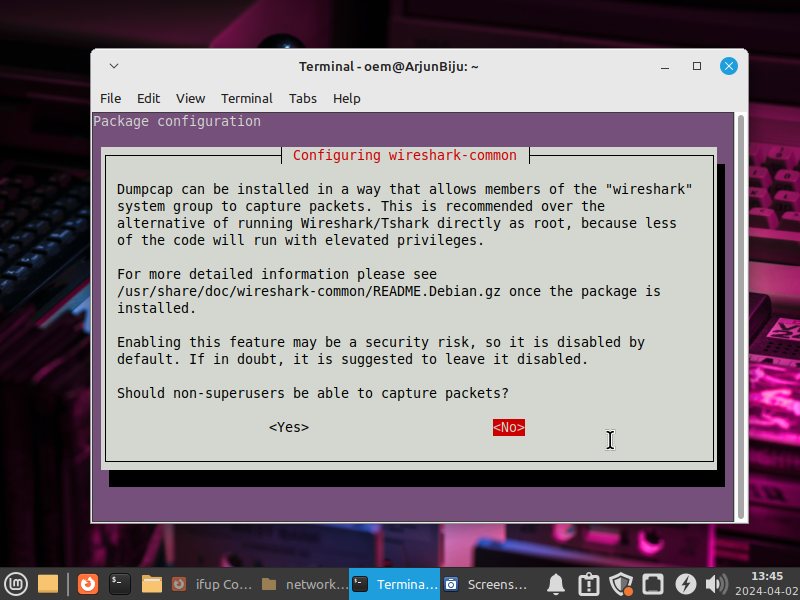 Terminal - oem@ArjunBiju: ~
File Edit View Terminal Tabs Help
Package configuration
Configuring wireshark-common
Dumpcap can be installed in a way that allows members of the "wireshark"
system group to capture packets. This is recommended over the
alternative of running Wireshark/Tshark directly as root, because less
of the code will run with elevated privileges.
For more detailed information please see
/usr/share/doc/wireshark-common/README.Debian.gz once the package is
installed.
Enabling this feature may be a security risk, so it is disabled by
default. If in doubt, it is suggested to leave it disabled.
Should non-superusers be able to capture packets?
<Yes> <No>
ifup Co... network... Termina... Screens...
13:45
2024-04-02